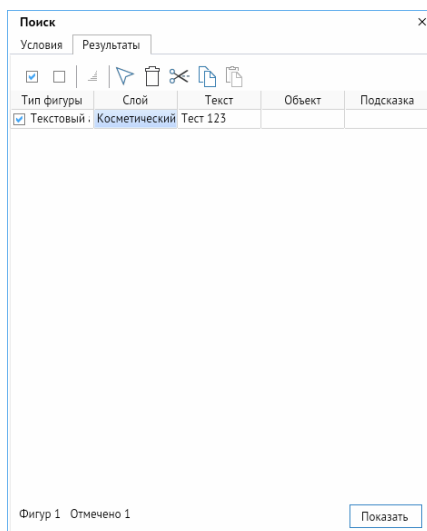 Поиск
Условия Результаты
Тип фигуры Слой Текст Объект Подсказка
Текстовый Косметический Тест 123
Фигур 1 Отмечено 1
Показать